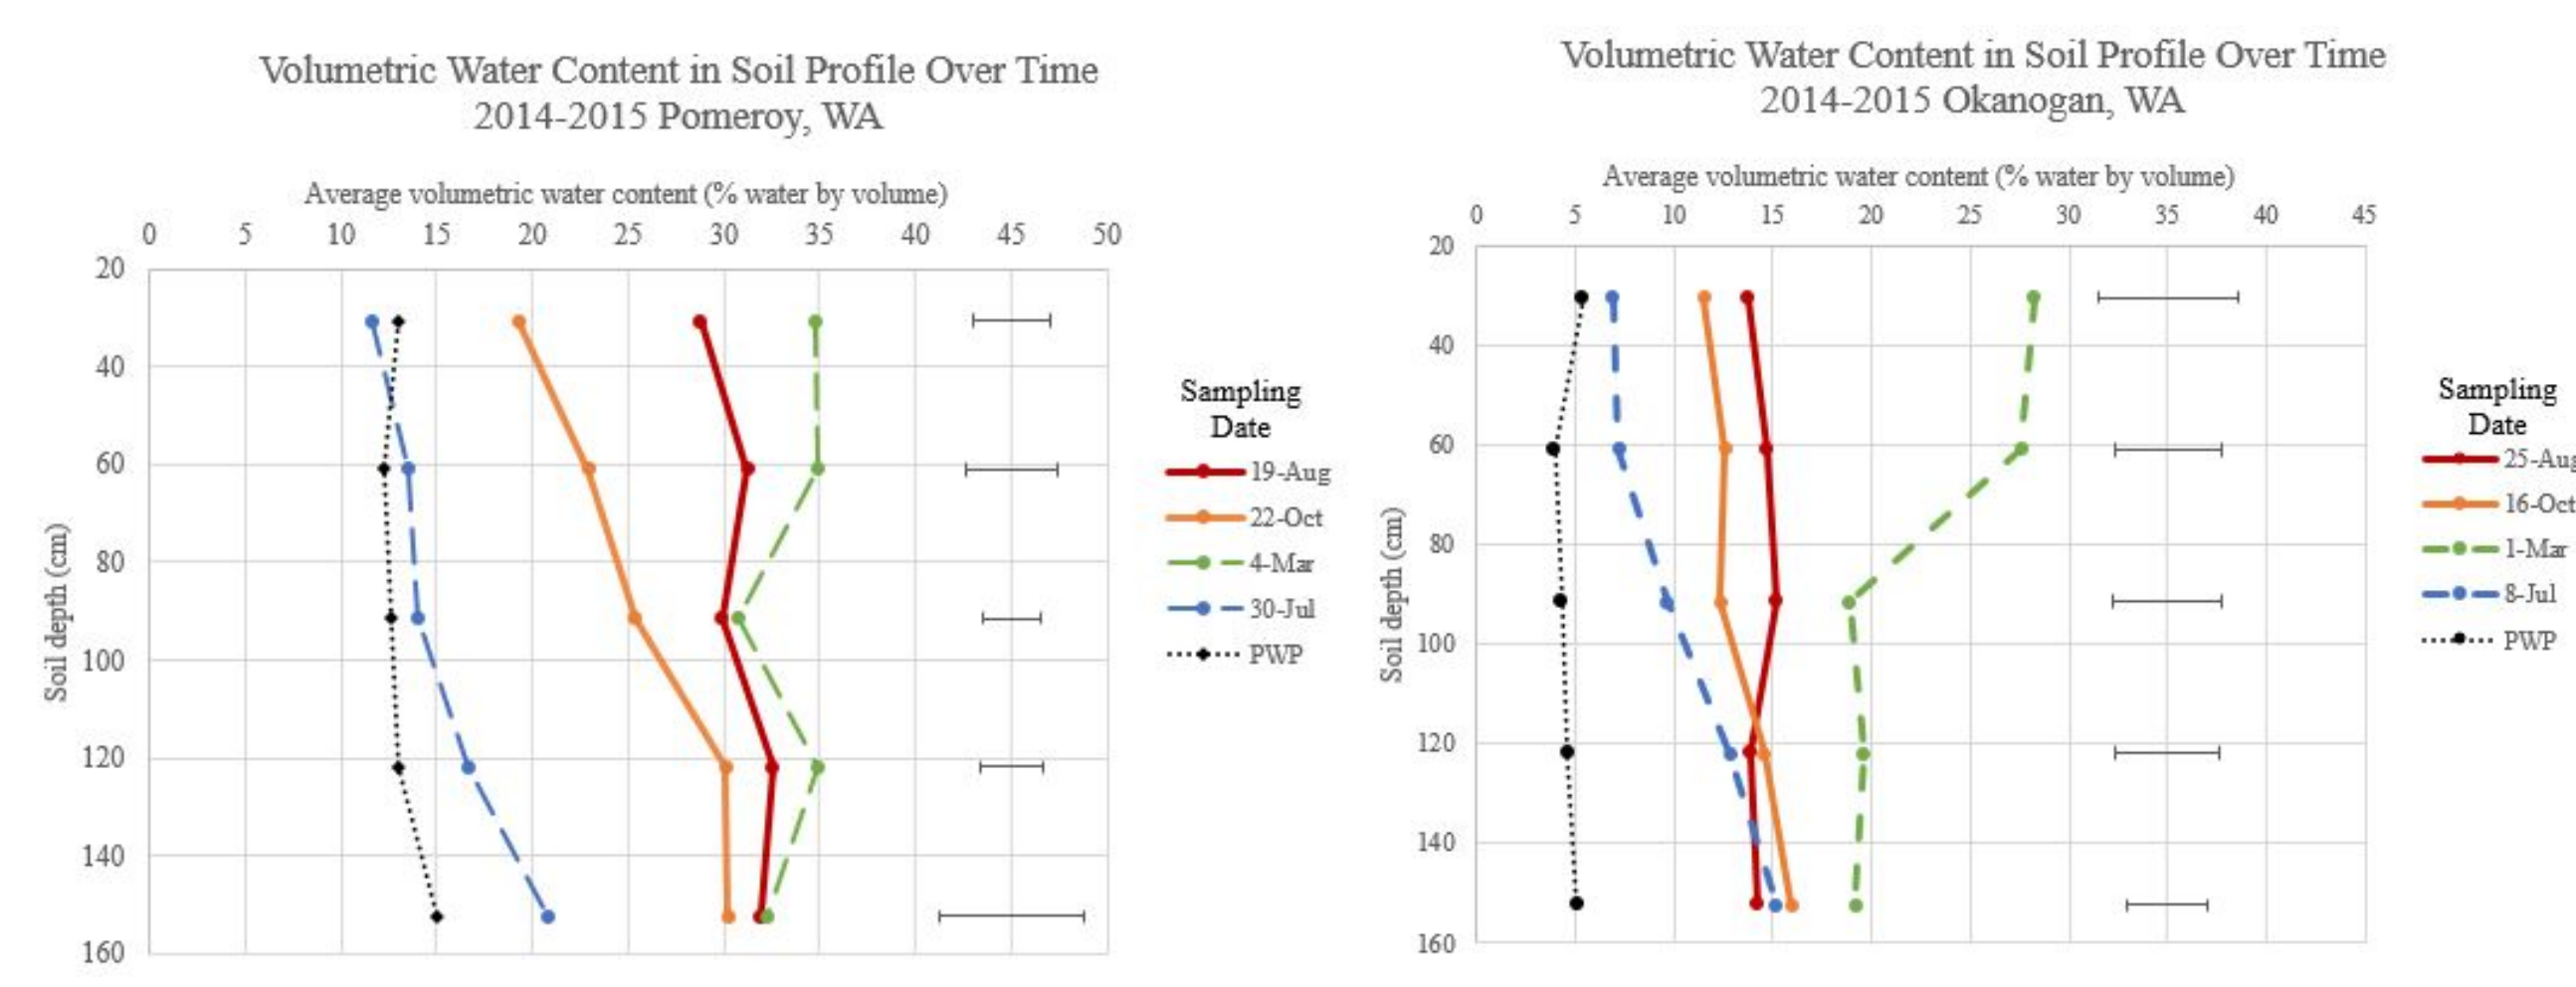 Volumetric Water Content in Soil Profile Over Time
2014-2015 Pomeroy, WA
Average volumetric water content (% water by volume)
0 5 10 15 20 25 30 35 40 45 50
20
40
60
80
100
120
140
160
Soil depth (cm)
Sampling
Date
19-Aug
22-Oct
4-Mar
30-Jul
PWP
Volumetric Water Content in Soil Profile Over Time
2014-2015 Okanogan, WA
Average volumetric water content (% water by volume)
0 5 10 15 20 25 30 35 40 45
20
40
60
80
100
120
140
160
Soil depth (cm)
Sampling
Date
25-Aug
16-Oct
1-Mar
8-Jul
PWP